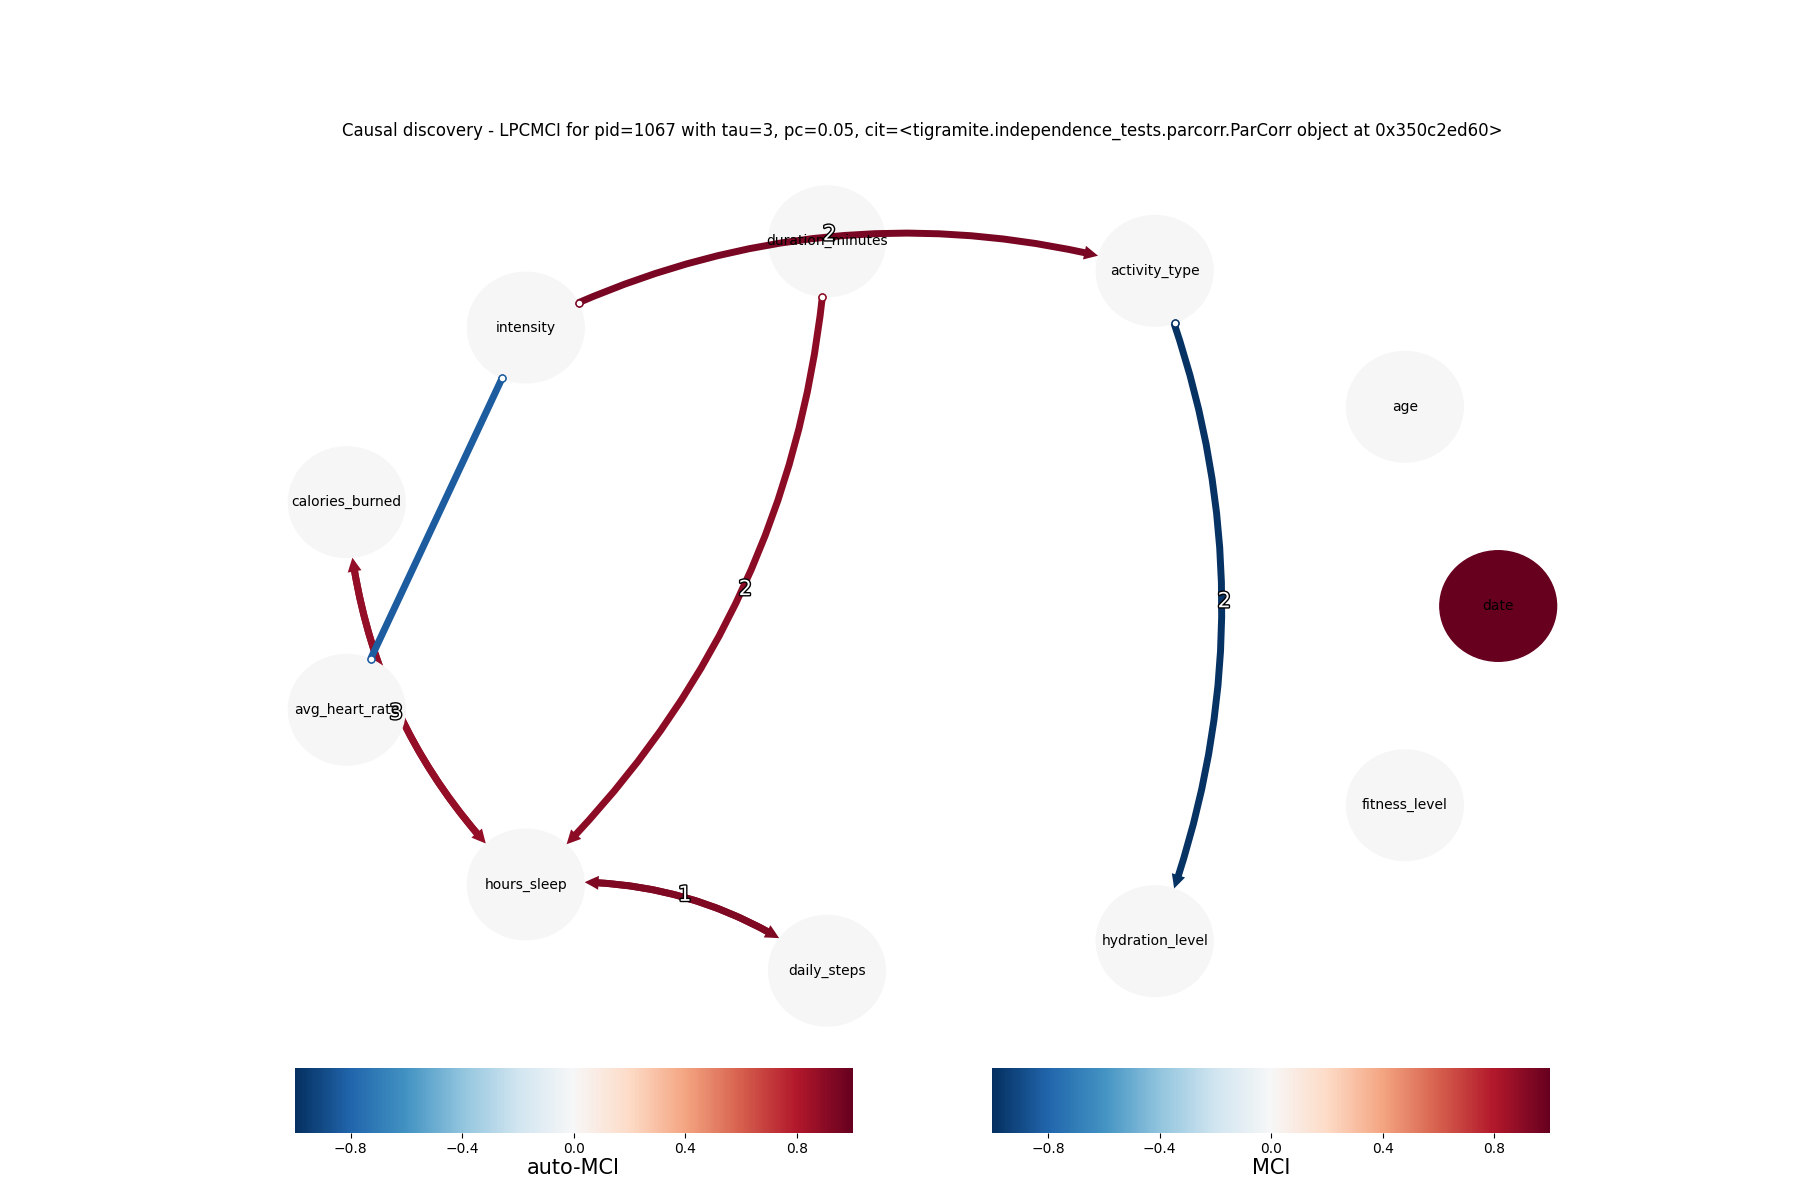 Causal discovery - LPCMCI for pid=1067 with tau=3, pc=0.05, cit=<tigramite.independence_tests.parcorr.ParCorr object at 0x350c2ed60>
2
duration_minutes
activity_type
intensity
age
calories_burned
2
2
date
avg_heart_rate
3
fitness_level
hours_sleep
1
hydration_level
daily_steps
−0.8 −0.4 0.0 0.4 0.8
auto-MCI
−0.8 −0.4 0.0 0.4 0.8
MCI